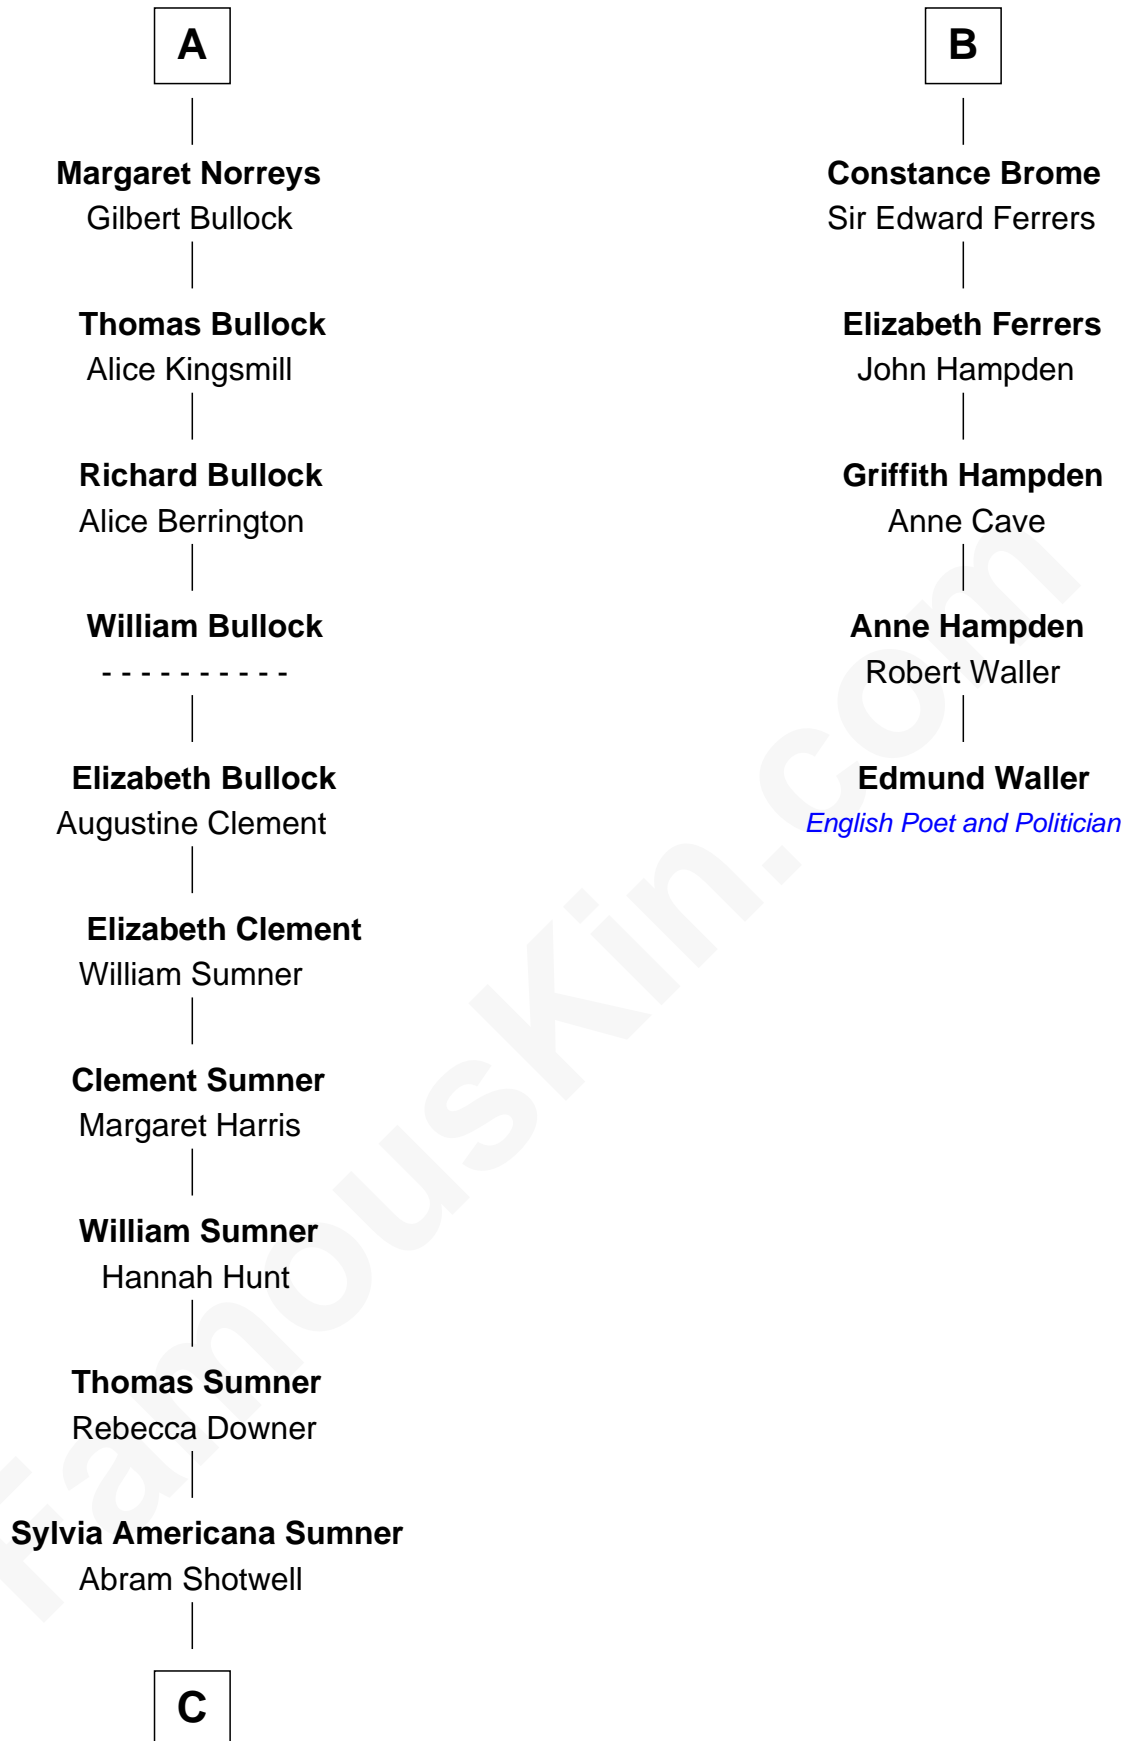 A
Margaret Norreys
Gilbert Bullock
Thomas Bullock
Alice Kingsmill
Richard Bullock
Alice Berrington
William Bullock
- - - - - - - - - -
Elizabeth Bullock
Augustine Clement
Elizabeth Clement
William Sumner
Clement Sumner
Margaret Harris
William Sumner
Hannah Hunt
Thomas Sumner
Rebecca Downer
Sylvia Americana Sumner
Abram Shotwell
C
B
Constance Brome
Sir Edward Ferrers
Elizabeth Ferrers
John Hampden
Griffith Hampden
Anne Cave
Anne Hampden
Robert Waller
Edmund Waller
English Poet and Politician
FamousKin.com